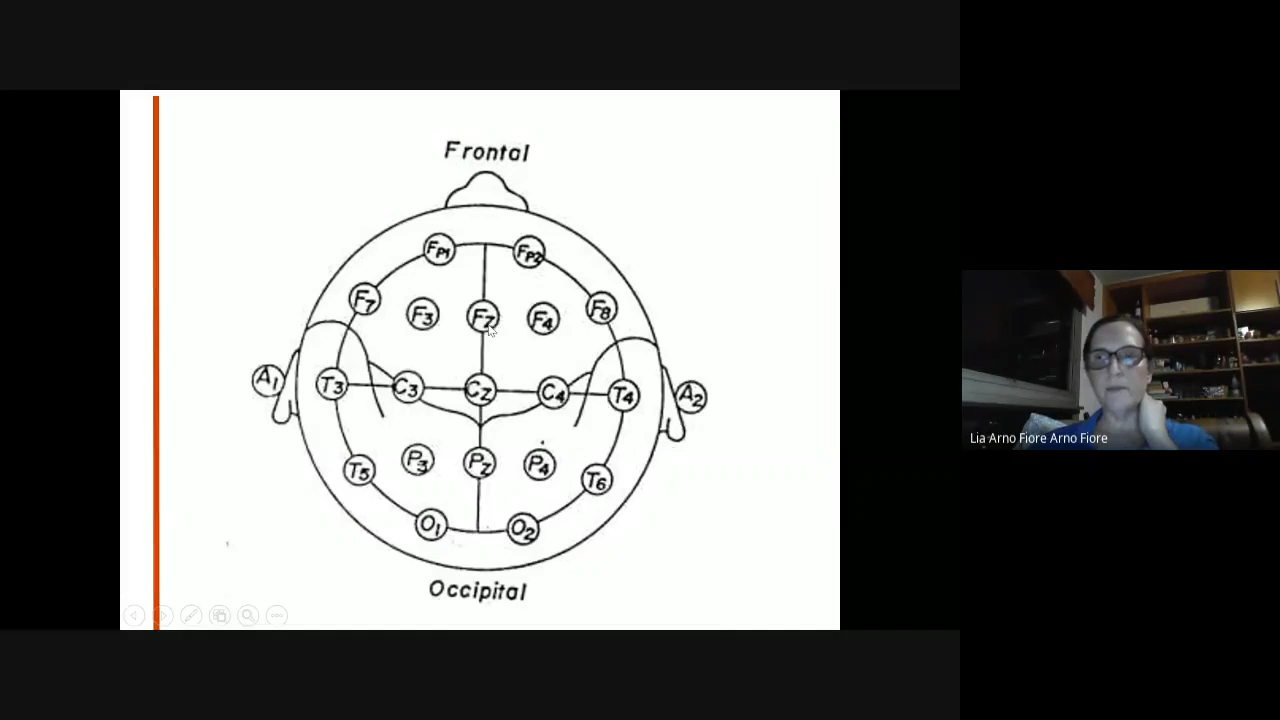 Frontal
FP1 FP2
F7 F3 FZ F4 F8
A1 T3 C3 CZ C4 T4 A2
T5 P3 PZ P4 T6
O1 O2
Occipital
Lia Arno Fiore Arno Fiore